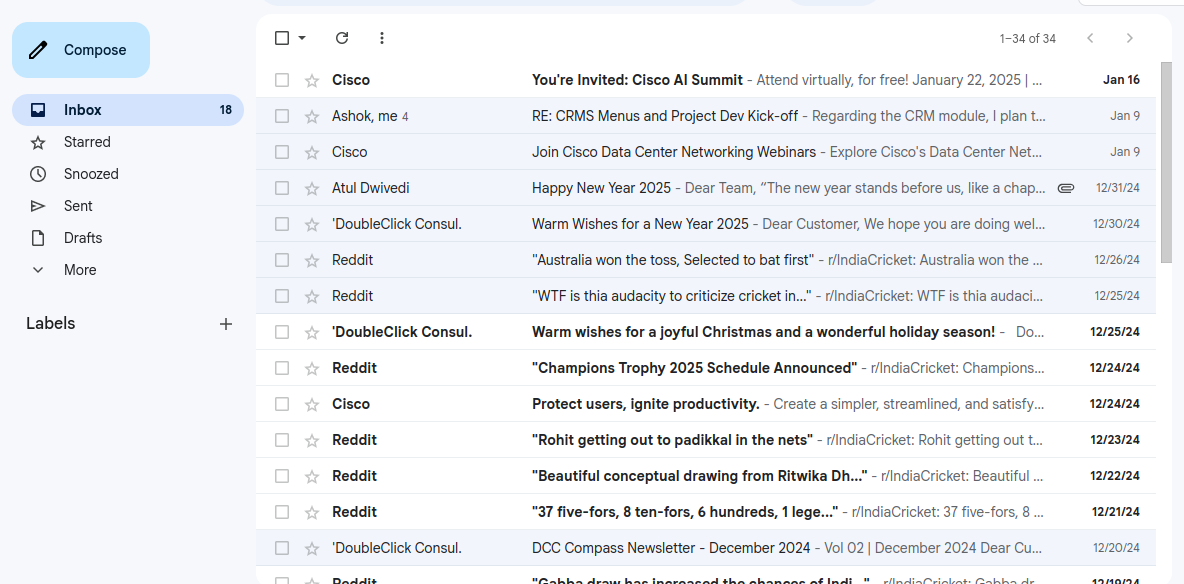 Compose
Inbox 18
Starred
Snoozed
Sent
Drafts
More
Labels
1–34 of 34
Cisco You're Invited: Cisco AI Summit - Attend virtually, for free! January 22, 2025 | ... Jan 16
Ashok, me 4 RE: CRMS Menus and Project Dev Kick-off - Regarding the CRM module, I plan t... Jan 9
Cisco Join Cisco Data Center Networking Webinars - Explore Cisco's Data Center Net... Jan 9
Atul Dwivedi Happy New Year 2025 - Dear Team, “The new year stands before us, like a chap... 12/31/24
'DoubleClick Consul. Warm Wishes for a New Year 2025 - Dear Customer, We hope you are doing wel... 12/30/24
Reddit "Australia won the toss, Selected to bat first" - r/IndiaCricket: Australia won the ... 12/26/24
Reddit "WTF is thia audacity to criticize cricket in..." - r/IndiaCricket: WTF is thia audaci... 12/25/24
'DoubleClick Consul. Warm wishes for a joyful Christmas and a wonderful holiday season! - Do... 12/25/24
Reddit "Champions Trophy 2025 Schedule Announced" - r/IndiaCricket: Champions... 12/24/24
Cisco Protect users, ignite productivity. - Create a simpler, streamlined, and satisfy... 12/24/24
Reddit "Rohit getting out to padikkal in the nets" - r/IndiaCricket: Rohit getting out t... 12/23/24
Reddit "Beautiful conceptual drawing from Ritwika Dh..." - r/IndiaCricket: Beautiful ... 12/22/24
Reddit "37 five-fors, 8 ten-fors, 6 hundreds, 1 lege..." - r/IndiaCricket: 37 five-fors, 8 ... 12/21/24
'DoubleClick Consul. DCC Compass Newsletter - December 2024 - Vol 02 | December 2024 Dear Cu... 12/20/24
Reddit "Gabba draw has increased the chances of Indi..." - r/IndiaCricket: Gabba dr... 12/19/24